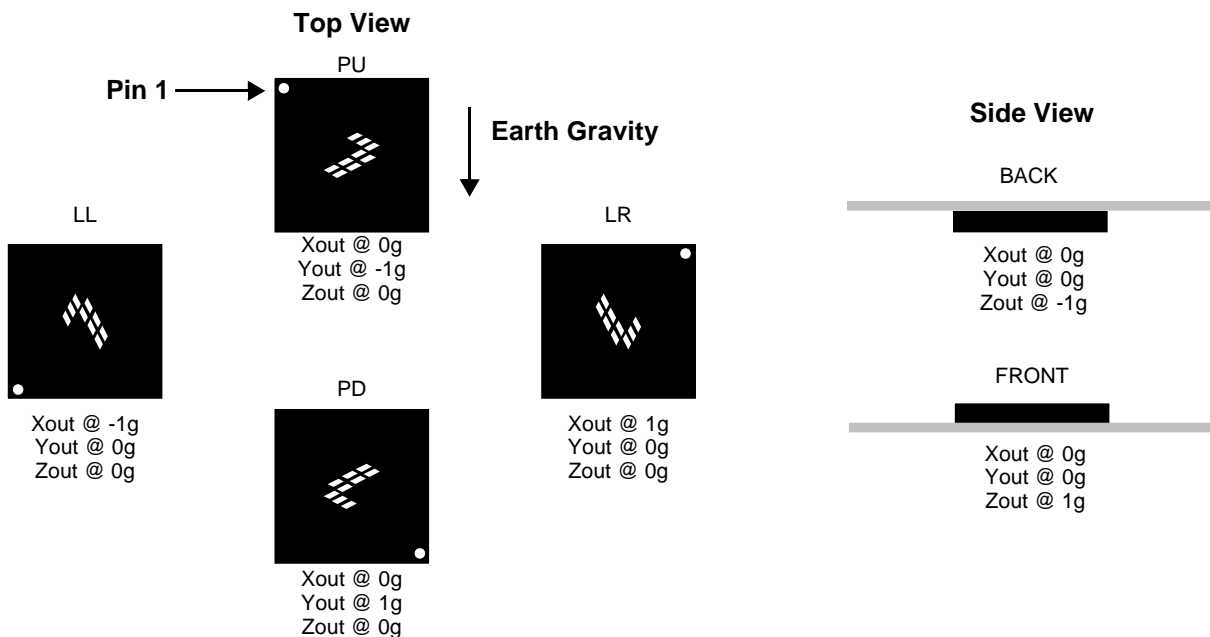 Top View
PU
Pin 1
Earth Gravity
Xout @ 0g
Yout @ -1g
Zout @ 0g
LL
Xout @ -1g
Yout @ 0g
Zout @ 0g
LR
Xout @ 1g
Yout @ 0g
Zout @ 0g
PD
Xout @ 0g
Yout @ 1g
Zout @ 0g
Side View
BACK
Xout @ 0g
Yout @ 0g
Zout @ -1g
FRONT
Xout @ 0g
Yout @ 0g
Zout @ 1g